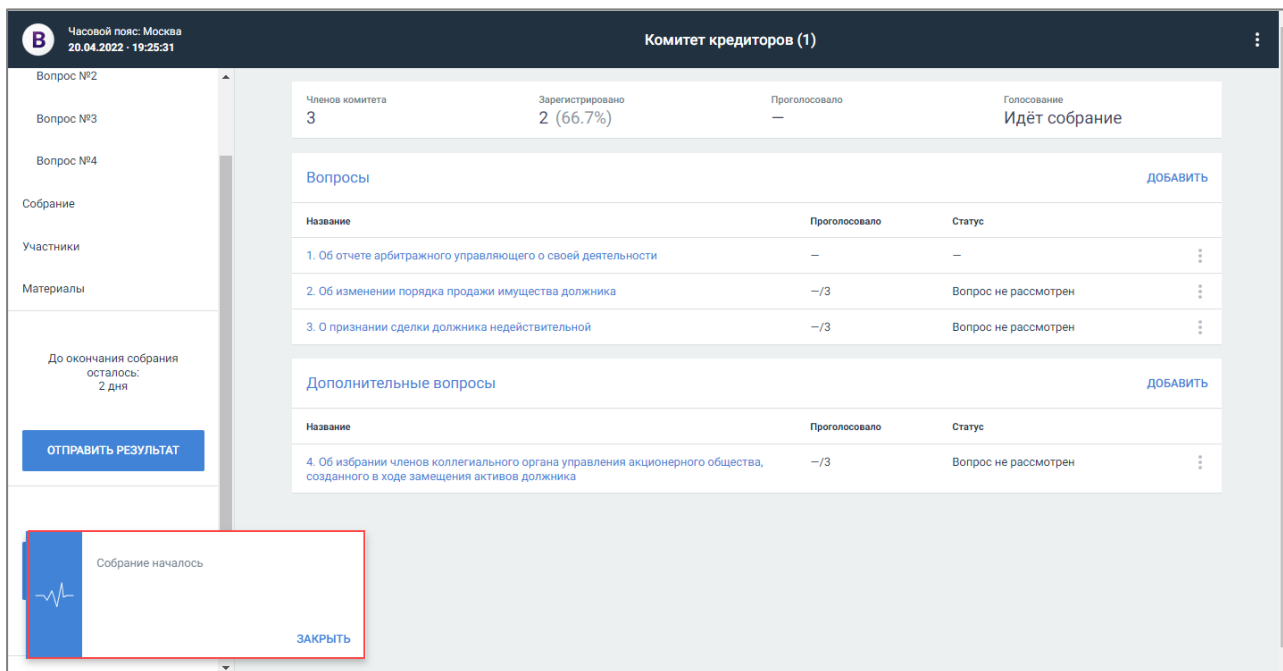 B
Часовой пояс: Москва
20.04.2022 · 19:25:31
Комитет кредиторов (1)
Вопрос №2
Вопрос №3
Вопрос №4
Собрание
Участники
Материалы
До окончания собрания
осталось:
2 дня
ОТПРАВИТЬ РЕЗУЛЬТАТ
Членов комитета Зарегистрировано Проголосовало Голосование
3 2 (66.7%) — Идёт собрание
Вопросы ДОБАВИТЬ
Название Проголосовало Статус
1. Об отчете арбитражного управляющего о своей деятельности — —
2. Об изменении порядка продажи имущества должника —/3 Вопрос не рассмотрен
3. О признании сделки должника недействительной —/3 Вопрос не рассмотрен
Дополнительные вопросы ДОБАВИТЬ
Название Проголосовало Статус
4. Об избрании членов коллегиального органа управления акционерного общества, —/3 Вопрос не рассмотрен
созданного в ходе замещения активов должника
Собрание началось
ЗАКРЫТЬ